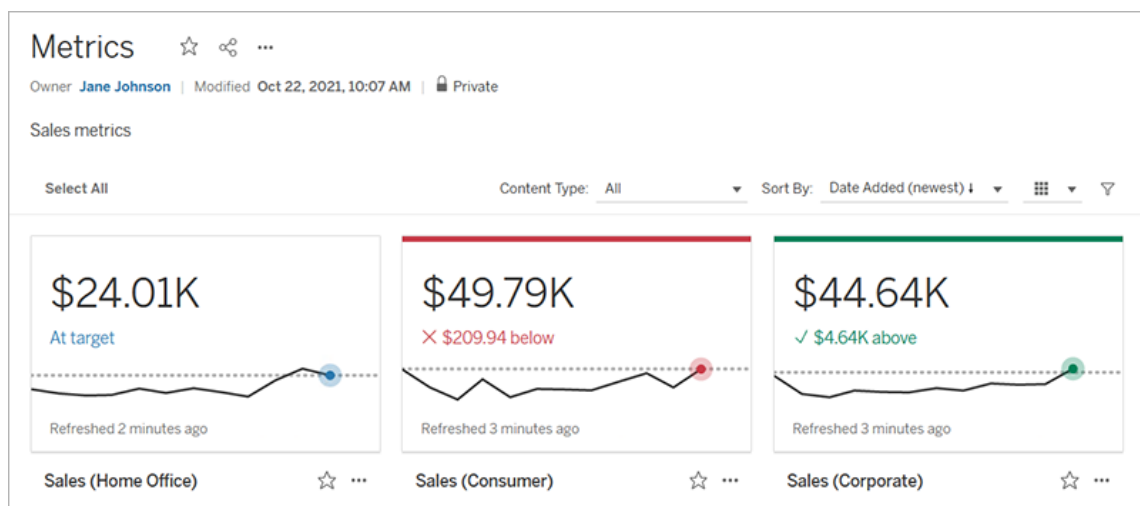 Metrics
Owner Jane Johnson | Modified Oct 22, 2021, 10:07 AM | Private
Sales metrics
Select All Content Type: All Sort By: Date Added (newest) ↓
$24.01K $49.79K $44.64K
At target × $209.94 below ✓ $4.64K above
Refreshed 2 minutes ago Refreshed 3 minutes ago Refreshed 3 minutes ago
Sales (Home Office) Sales (Consumer) Sales (Corporate)